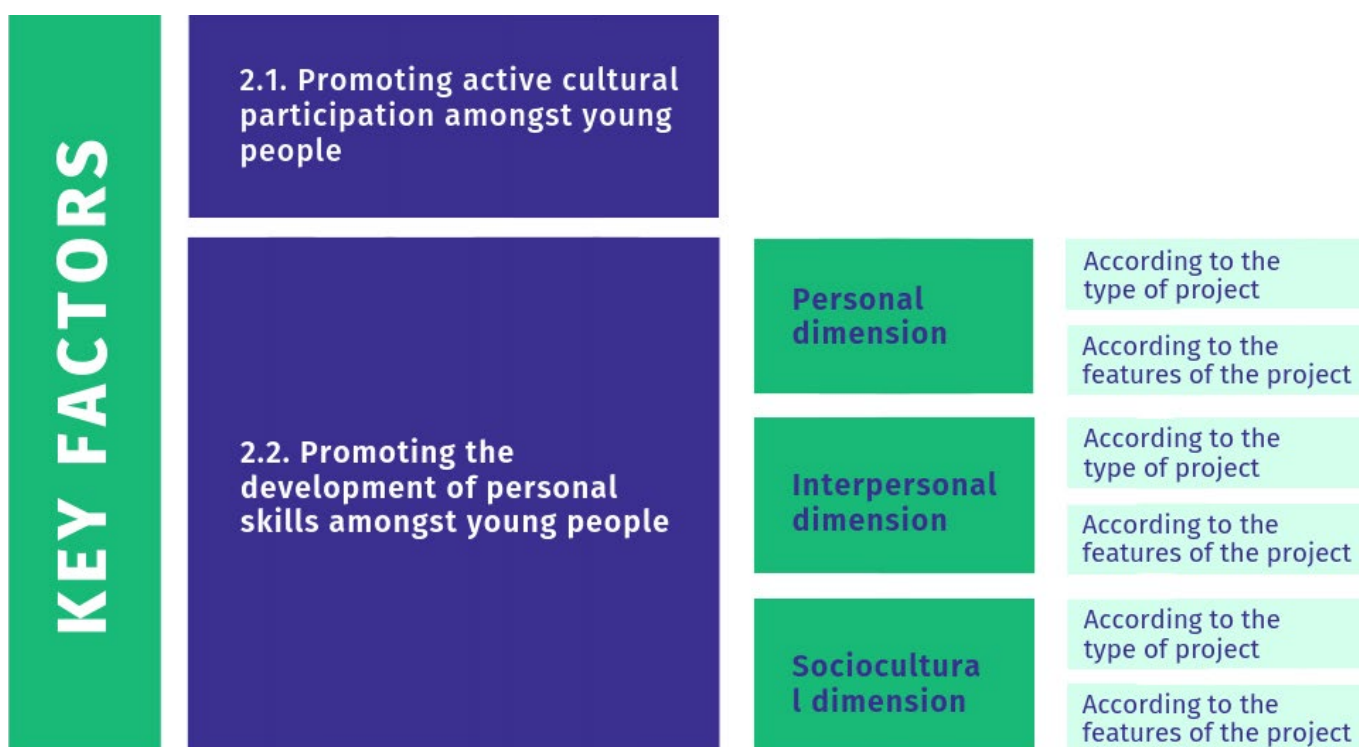 KEY FACTORS
2.1. Promoting active cultural
participation amongst young
people
2.2. Promoting the
development of personal
skills amongst young people
Personal
dimension
According to the
type of project
According to the
features of the project
Interpersonal
dimension
According to the
type of project
According to the
features of the project
Sociocultura
l dimension
According to the
type of project
According to the
features of the project